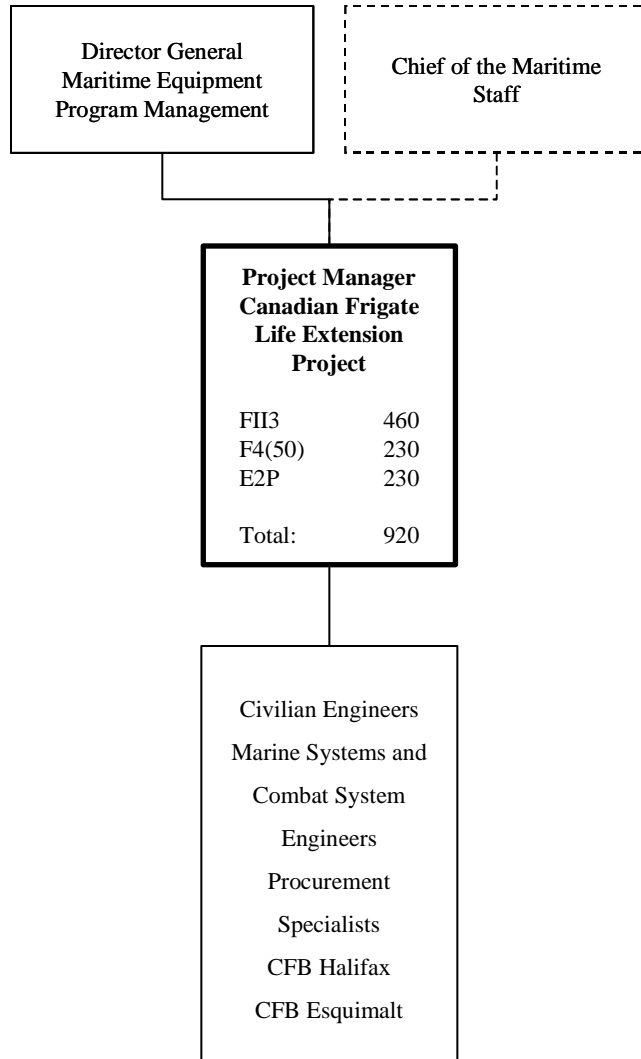 Director General
Maritime Equipment
Program Management
Chief of the Maritime
Staff
Project Manager
Canadian Frigate
Life Extension
Project
FII3 460
F4(50) 230
E2P 230
Total: 920
Civilian Engineers
Marine Systems and
Combat System
Engineers
Procurement
Specialists
CFB Halifax
CFB Esquimalt